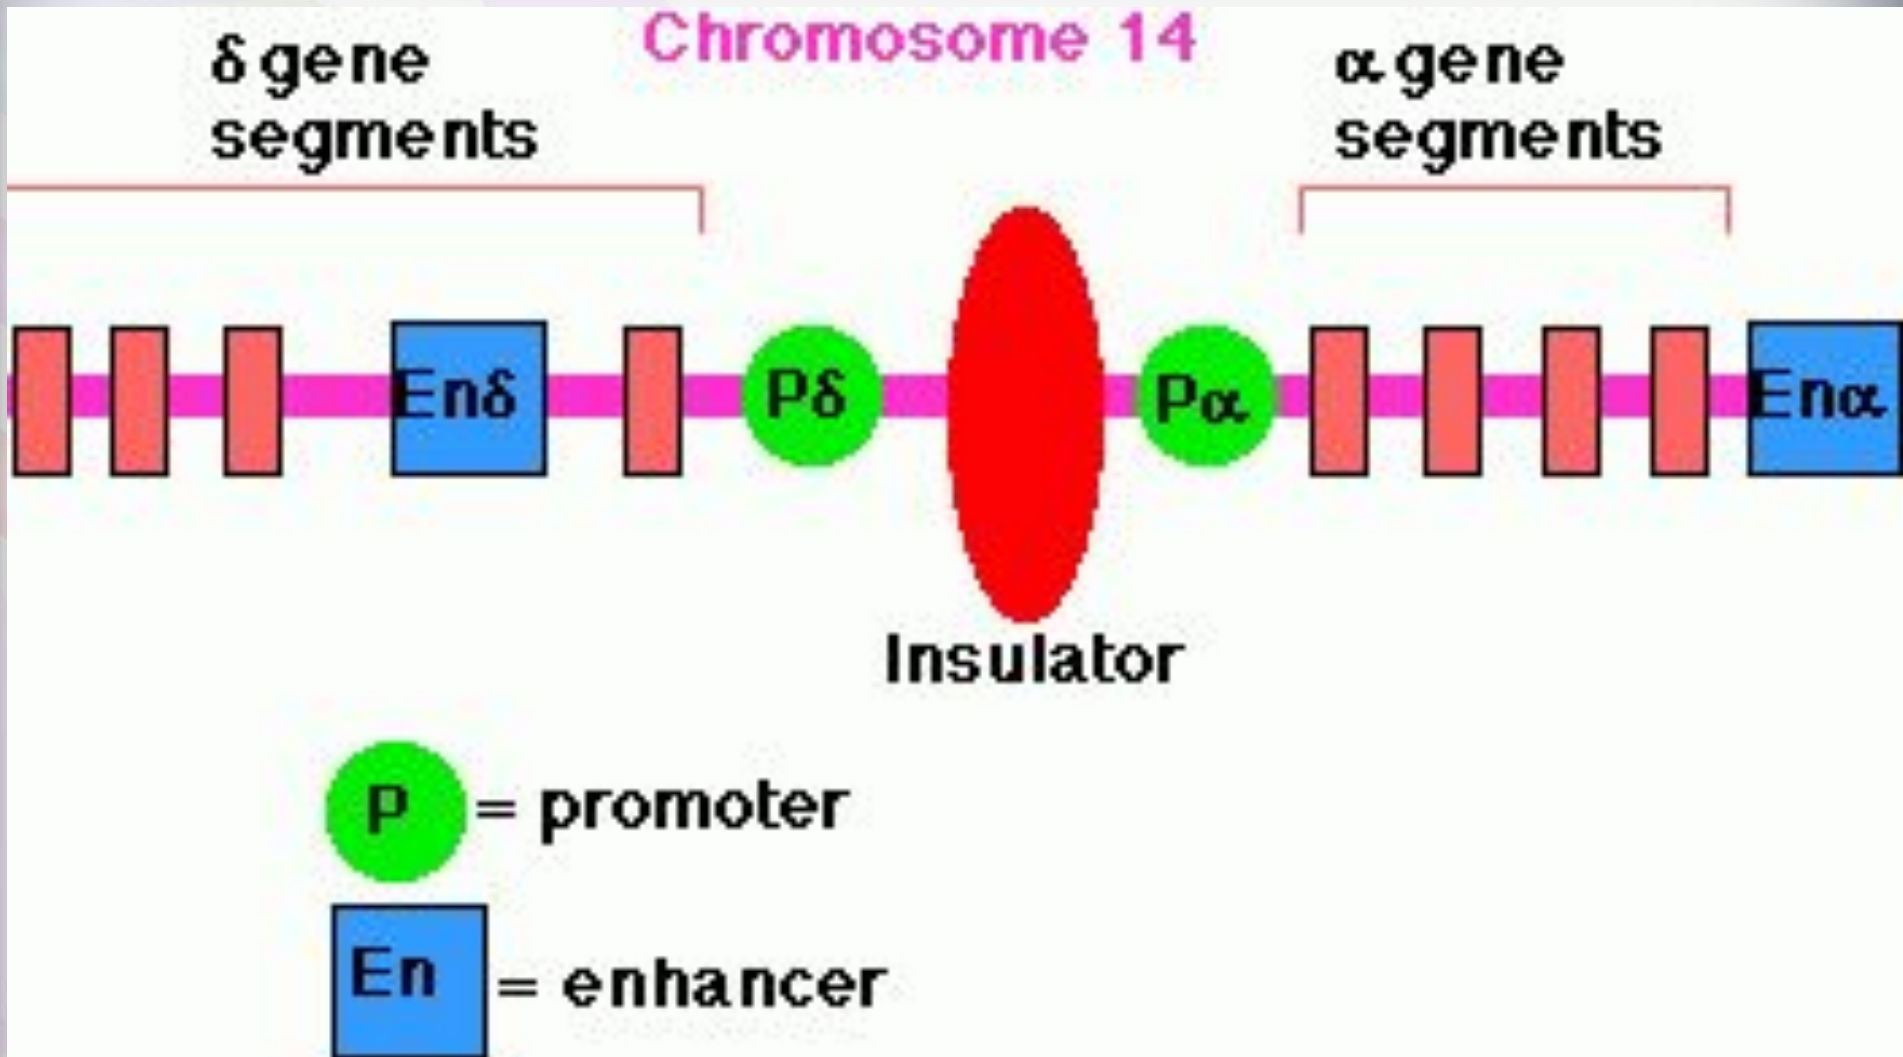 Chromosome 14
δ gene
segments
α gene
segments
Enδ
Pδ
Pα
Enα
Insulator
P = promoter
En = enhancer